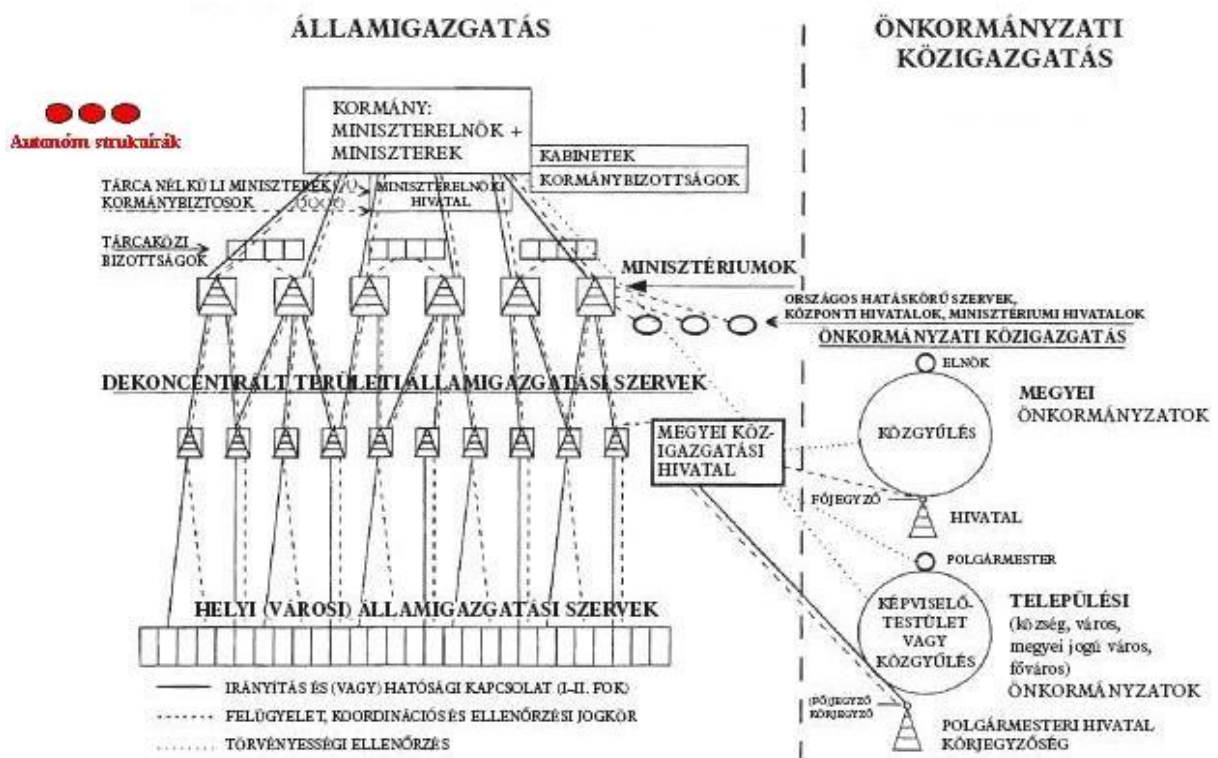 ÁLLAMIGAZGATÁS
ÖNKORMÁNYZATI
KÖZIGAZGATÁS
Autonóm struktúrák
KORMÁNY:
MINISZTERELNÖK +
MINISZTEREK
KABINETEK
KORMÁNYBIZOTTSÁGOK
TÁRCA NÉLKÜLI MINISZTEREK
KORMÁNYBIZTOSOK
MINISZTERELNÖKI
HIVATAL
TÁRCAKÖZI
BIZOTTSÁGOK
MINISZTÉRIUMOK
ORSZÁGOS HATÁSKÖRŰ SZERVEK,
KÖZPONTI HIVATALOK, MINISZTÉRIUMI HIVATALOK
ÖNKORMÁNYZATI KÖZIGAZGATÁS
ELNÖK
DEKONCENTRÁLT TERÜLETI ÁLLAMIGAZGATÁSI SZERVEK
MEGYEI
ÖNKORMÁNYZATOK
KÖZGYŰLÉS
MEGYEI KÖZ-
IGAZGATÁSI
HIVATAL
FŐJEGYZŐ
HIVATAL
POLGÁRMESTER
HELYI (VÁROSI) ÁLLAMIGAZGATÁSI SZERVEK
KÉPVISELŐ-
TESTÜLET
VAGY
KÖZGYŰLÉS
TELEPÜLÉSI
(község, város,
megyei jogú város,
főváros)
ÖNKORMÁNYZATOK
IRÁNYÍTÁS ÉS (VAGY) HATÓSÁGI KAPCSOLAT (I–II. FOK)
FELÜGYELET, KOORDINÁCIÓS ÉS ELLENŐRZÉSI JOGKÖR
TÖRVÉNYESSÉGI ELLENŐRZÉS
(FŐ)JEGYZŐ
KÖRJEGYZŐ
POLGÁRMESTERI HIVATAL
KÖRJEGYZŐSÉG